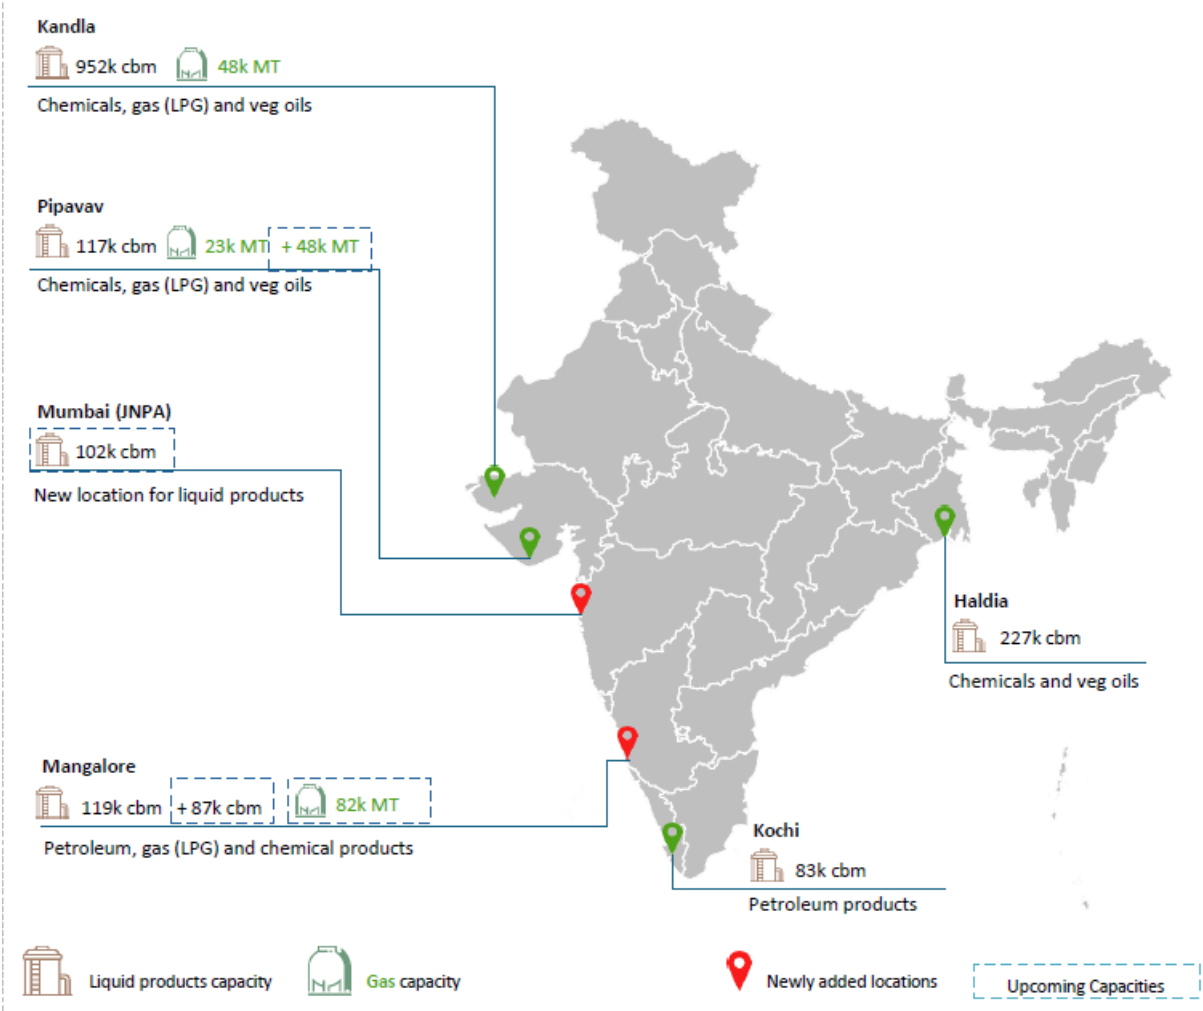 Kandla
952k cbm 48k MT
Chemicals, gas (LPG) and veg oils
Pipavav
117k cbm 23k MT + 48k MT
Chemicals, gas (LPG) and veg oils
Mumbai (JNPA)
102k cbm
New location for liquid products
Haldia
227k cbm
Chemicals and veg oils
Mangalore
119k cbm + 87k cbm 82k MT
Petroleum, gas (LPG) and chemical products
Kochi
83k cbm
Petroleum products
Liquid products capacity
Gas capacity
Newly added locations
Upcoming Capacities